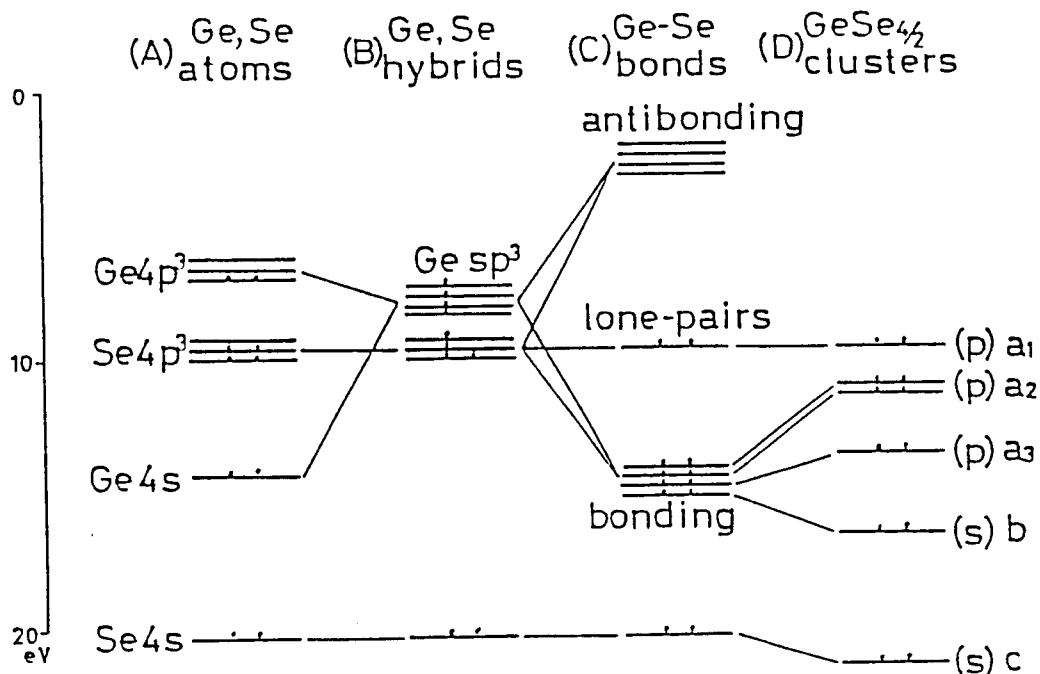 (A) Ge,Se atoms
(B) Ge,Se hybrids
(C) Ge-Se bonds
(D) GeSe4/2 clusters
0
antibonding
Ge4p³
Ge sp³
lone-pairs
Se4p³
10
(p) a₁
(p) a₂
(p) a₃
Ge4s
bonding
(s) b
20
eV
Se4s
(s) c